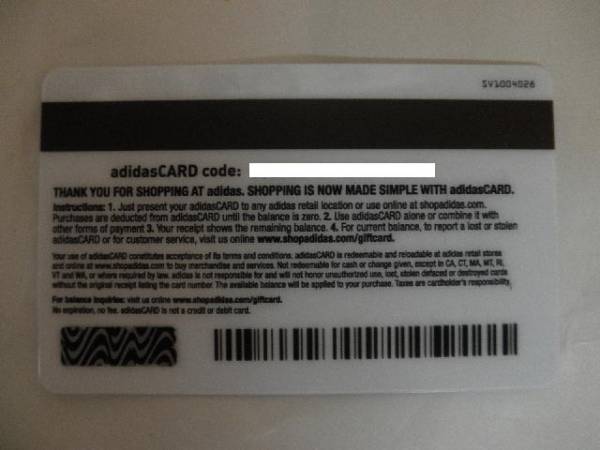 SV1004026
adidasCARD code:
THANK YOU FOR SHOPPING AT adidas. SHOPPING IS NOW MADE SIMPLE WITH adidasCARD.
Instructions: 1. Just present your adidasCARD to any adidas retail location or use online at shopadidas.com.
Purchases are deducted from adidasCARD until the balance is zero. 2. Use adidasCARD alone or combine it with
other forms of payment 3. Your receipt shows the remaining balance. 4. For current balance, to report a lost or stolen
adidasCARD or for customer service, visit us online www.shopadidas.com/giftcard.
Your use of adidasCARD constitutes acceptance of its terms and conditions. adidasCARD is redeemable and reloadable at adidas retail stores
and online at www.shopadidas.com to buy merchandise and services. Not redeemable for cash or change given, except in CA, CT, MA, MT, RI,
VT and WA, or where required by law. adidas is not responsible for and will not honor unauthorized use, lost, stolen defaced or destroyed cards
without the original receipt listing the card number. The available balance will be applied to your purchase. Taxes are cardholder's responsibility.
For balance inquiries: visit us online www.shopadidas.com/giftcard.
No expiration, no fee. adidasCARD is not a credit or debit card.